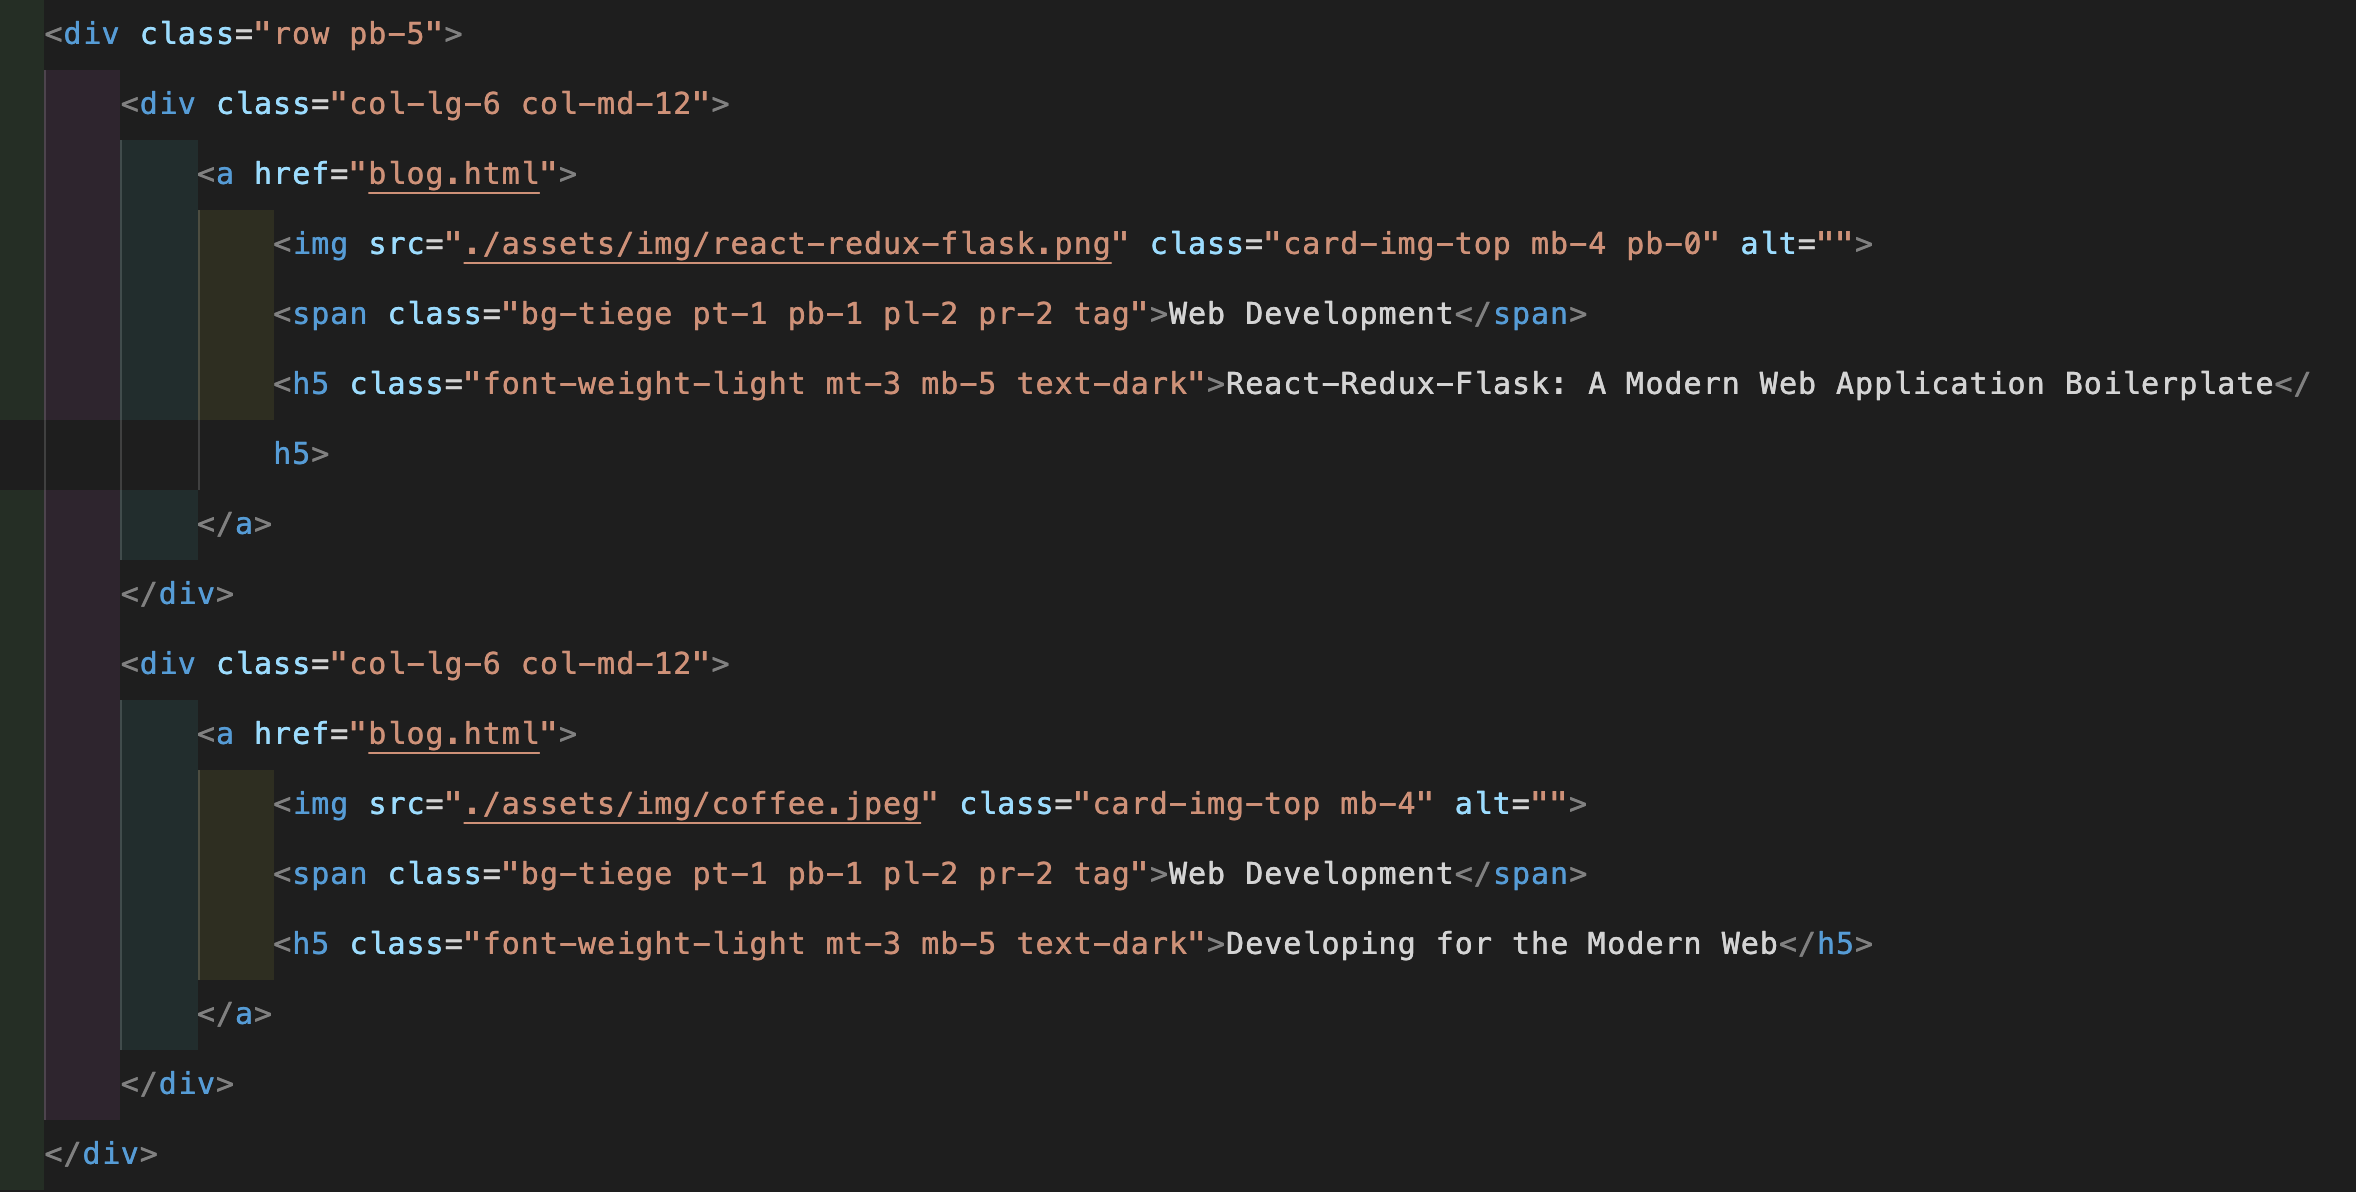 <div class="row pb-5">
<div class="col-lg-6 col-md-12">
<a href="blog.html">
<img src="./assets/img/react-redux-flask.png" class="card-img-top mb-4 pb-0" alt="">
<span class="bg-tiege pt-1 pb-1 pl-2 pr-2 tag">Web Development</span>
<h5 class="font-weight-light mt-3 mb-5 text-dark">React-Redux-Flask: A Modern Web Application Boilerplate</
h5>
</a>
</div>
<div class="col-lg-6 col-md-12">
<a href="blog.html">
<img src="./assets/img/coffee.jpeg" class="card-img-top mb-4" alt="">
<span class="bg-tiege pt-1 pb-1 pl-2 pr-2 tag">Web Development</span>
<h5 class="font-weight-light mt-3 mb-5 text-dark">Developing for the Modern Web</h5>
</a>
</div>
</div>